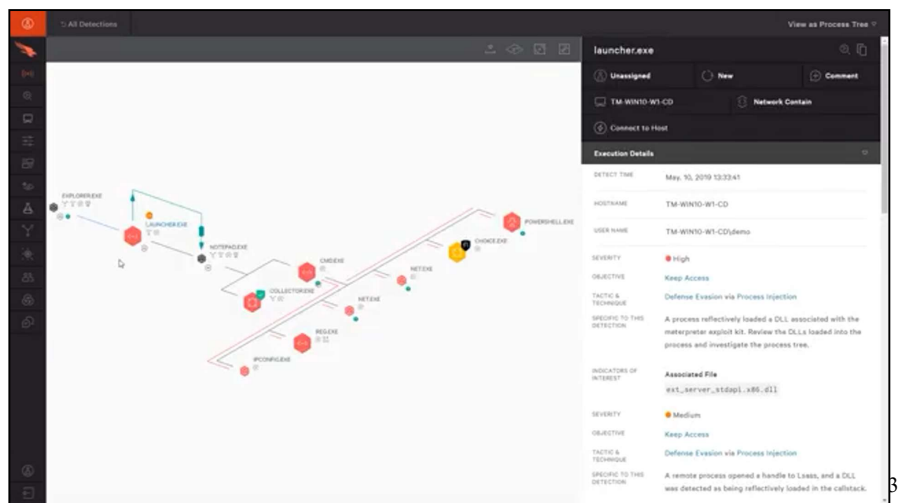 All Detections
View as Process Tree
launcher.exe
Unassigned
New
Comment
TM-WIN10-W1-CD
Network Contain
Connect to Host
Execution Details
DETECT TIME
May. 10, 2019 13:33:41
HOSTNAME
TM-WIN10-W1-CD
USER NAME
TM-WIN10-W1-CD\demo
SEVERITY
High
OBJECTIVE
Keep Access
TACTIC &
TECHNIQUE
Defense Evasion via Process Injection
SPECIFIC TO THIS
DETECTION
A process reflectively loaded a DLL associated with the
meterpreter exploit kit. Review the DLLs loaded into the
process and investigate the process tree.
INDICATORS OF
INTEREST
Associated File
ext_server_stdapi.x86.dll
SEVERITY
Medium
OBJECTIVE
Keep Access
TACTIC &
TECHNIQUE
Defense Evasion via Process Injection
SPECIFIC TO THIS
DETECTION
A remote process opened a handle to Lsass, and a DLL
was detected as being reflectively loaded in the callstack.
EXPLORER.EXE
LAUNCHER.EXE
NOTEPAD.EXE
CMD.EXE
COLLECTOR.EXE
POWERSHELL.EXE
CHOICE.EXE
NET.EXE
NET.EXE
REG.EXE
IPCONFIG.EXE
3